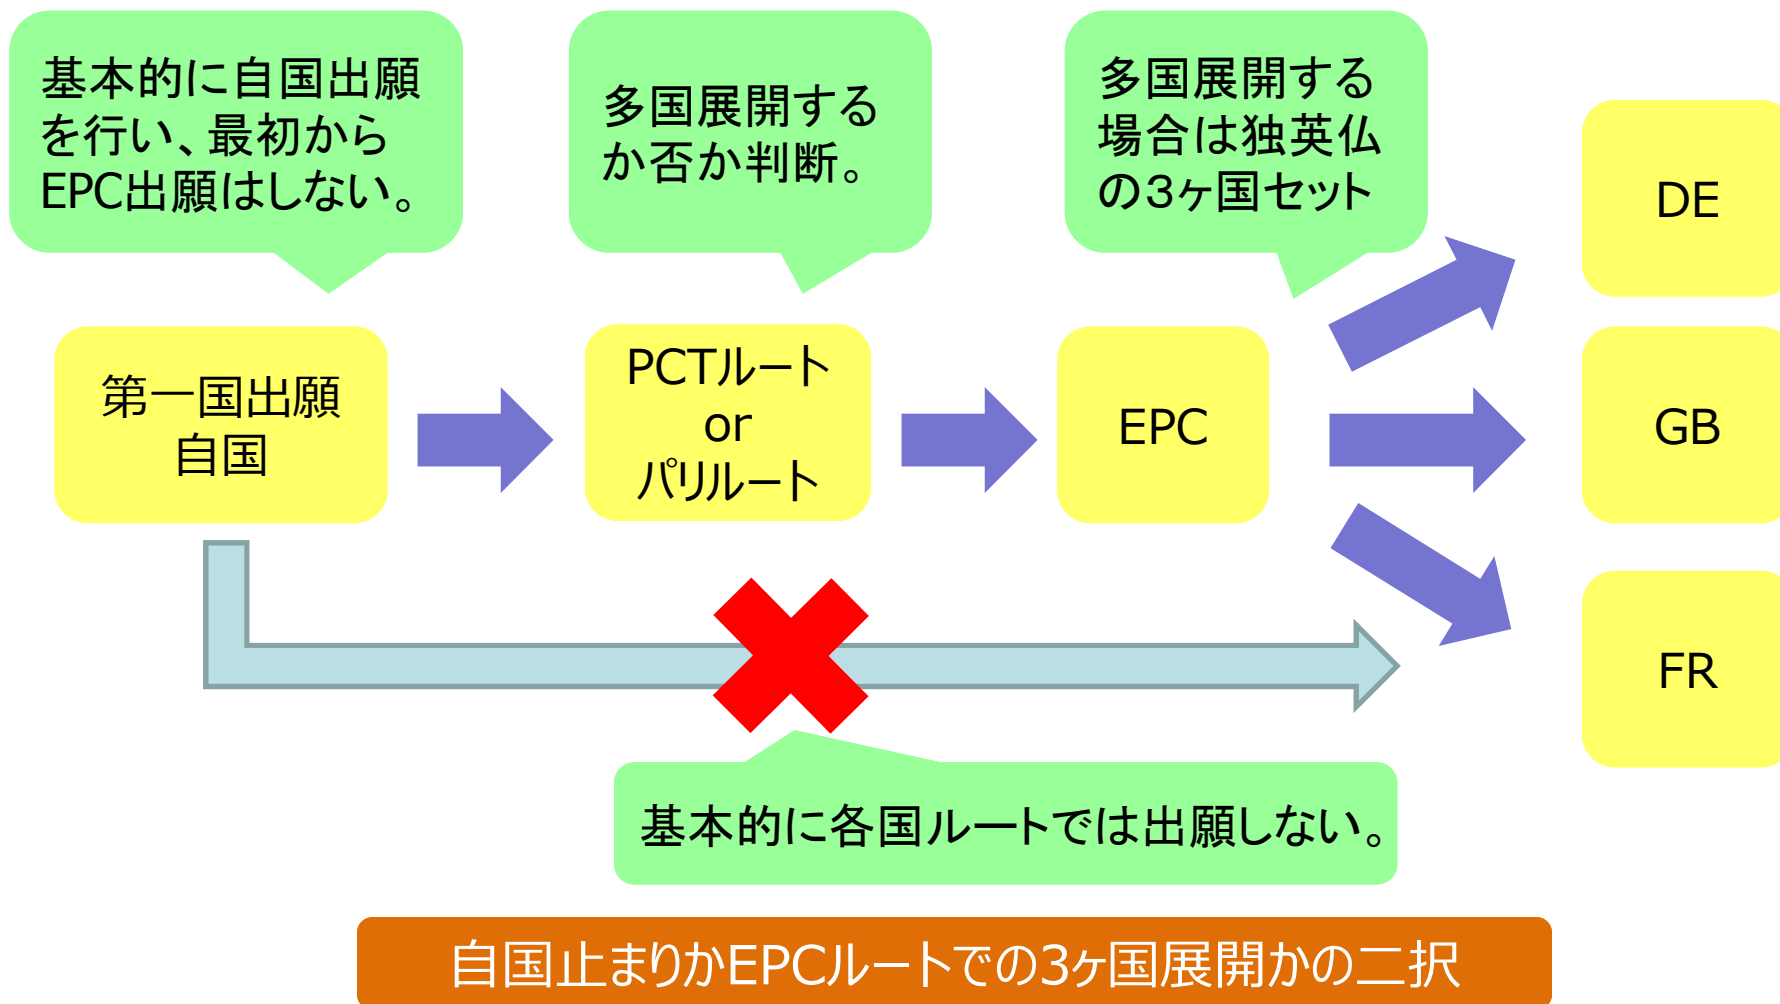 基本的に自国出願
を行い、最初から
EPC出願はしない。
多国展開する
か否か判断。
多国展開する
場合は独英仏
の3ヶ国セット
第一国出願
自国
PCTルート
or
パリルート
EPC
DE
GB
FR
基本的に各国ルートでは出願しない。
自国止まりかEPCルートでの3ヶ国展開かの二択